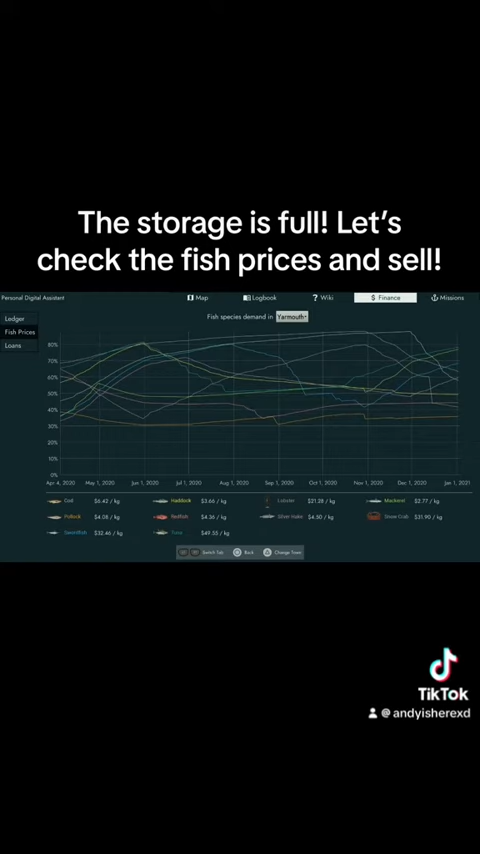 The storage is full! Let's
check the fish prices and sell!
Personal Digital Assistant
Map
Logbook
? Wiki
$ Finance
Missions
Ledger
Fish Prices
Loans
Fish species demand in Yarmouth
80%
70%
60%
50%
40%
30%
20%
10%
0%
Apr 4, 2020 May 1, 2020 Jun 1, 2020 Jul 1, 2020 Aug 1, 2020 Sep 1, 2020 Oct 1, 2020 Nov 1, 2020 Dec 1, 2020 Jan 1, 2021
Cod $6.42 / kg Haddock $3.66 / kg Lobster $21.28 / kg Mackerel $2.77 / kg
Pollock $4.08 / kg Redfish $4.36 / kg Silver Hake $4.50 / kg Snow Crab $31.90 / kg
Swordfish $32.46 / kg Tuna $49.55 / kg
Switch Tab Back Change Town
TikTok
@ andyisherexd